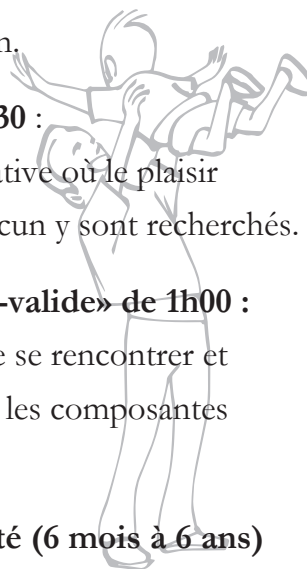 n.
30 :
ative où le plaisir
cun y sont recherchés.
-valide» de 1h00 :
e se rencontrer et
les composantes
té (6 mois à 6 ans)